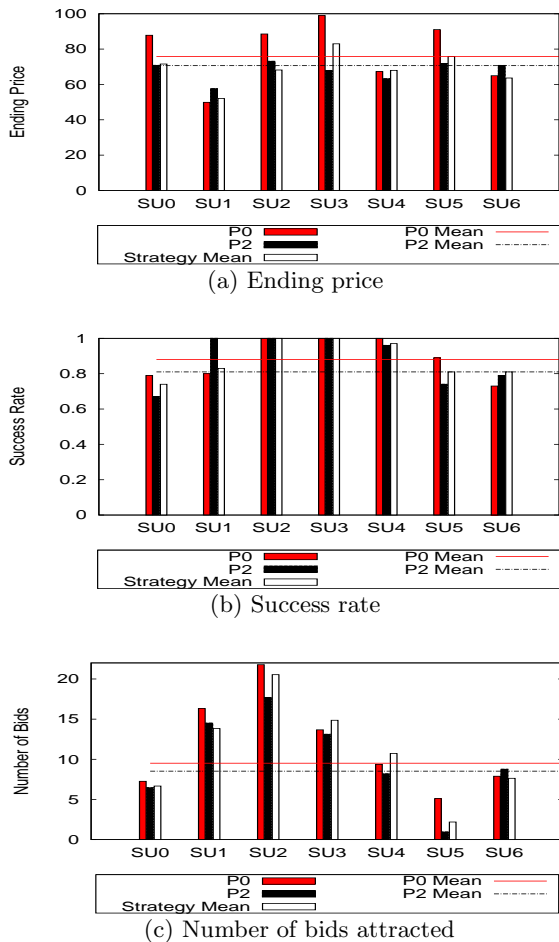 100
80
60
40
20
0
Ending Price
SU0 SU1 SU2 SU3 SU4 SU5 SU6
P0 P0 Mean
P2 P2 Mean
Strategy Mean
(a) Ending price
1
0.8
0.6
0.4
0.2
0
Success Rate
SU0 SU1 SU2 SU3 SU4 SU5 SU6
P0 P0 Mean
P2 P2 Mean
Strategy Mean
(b) Success rate
20
15
10
5
0
Number of Bids
SU0 SU1 SU2 SU3 SU4 SU5 SU6
P0 P0 Mean
P2 P2 Mean
Strategy Mean
(c) Number of bids attracted